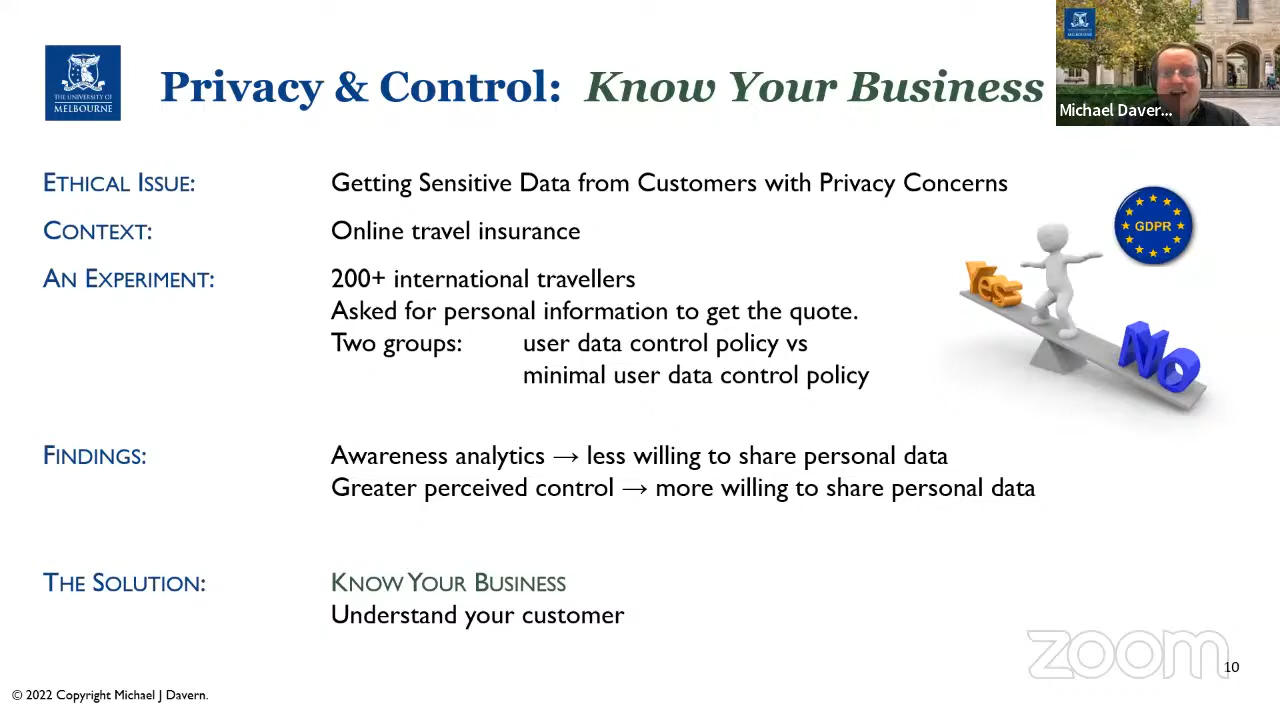 THE UNIVERSITY OF
MELBOURNE
Privacy & Control: Know Your Business
Michael Daver...
ETHICAL ISSUE: Getting Sensitive Data from Customers with Privacy Concerns
GDPR
CONTEXT: Online travel insurance
AN EXPERIMENT: 200+ international travellers
Yes
Asked for personal information to get the quote.
Two groups: user data control policy vs
No
minimal user data control policy
FINDINGS: Awareness analytics → less willing to share personal data
Greater perceived control → more willing to share personal data
THE SOLUTION: KNOW YOUR BUSINESS
Understand your customer
zoom
10
© 2022 Copyright Michael J Davern.